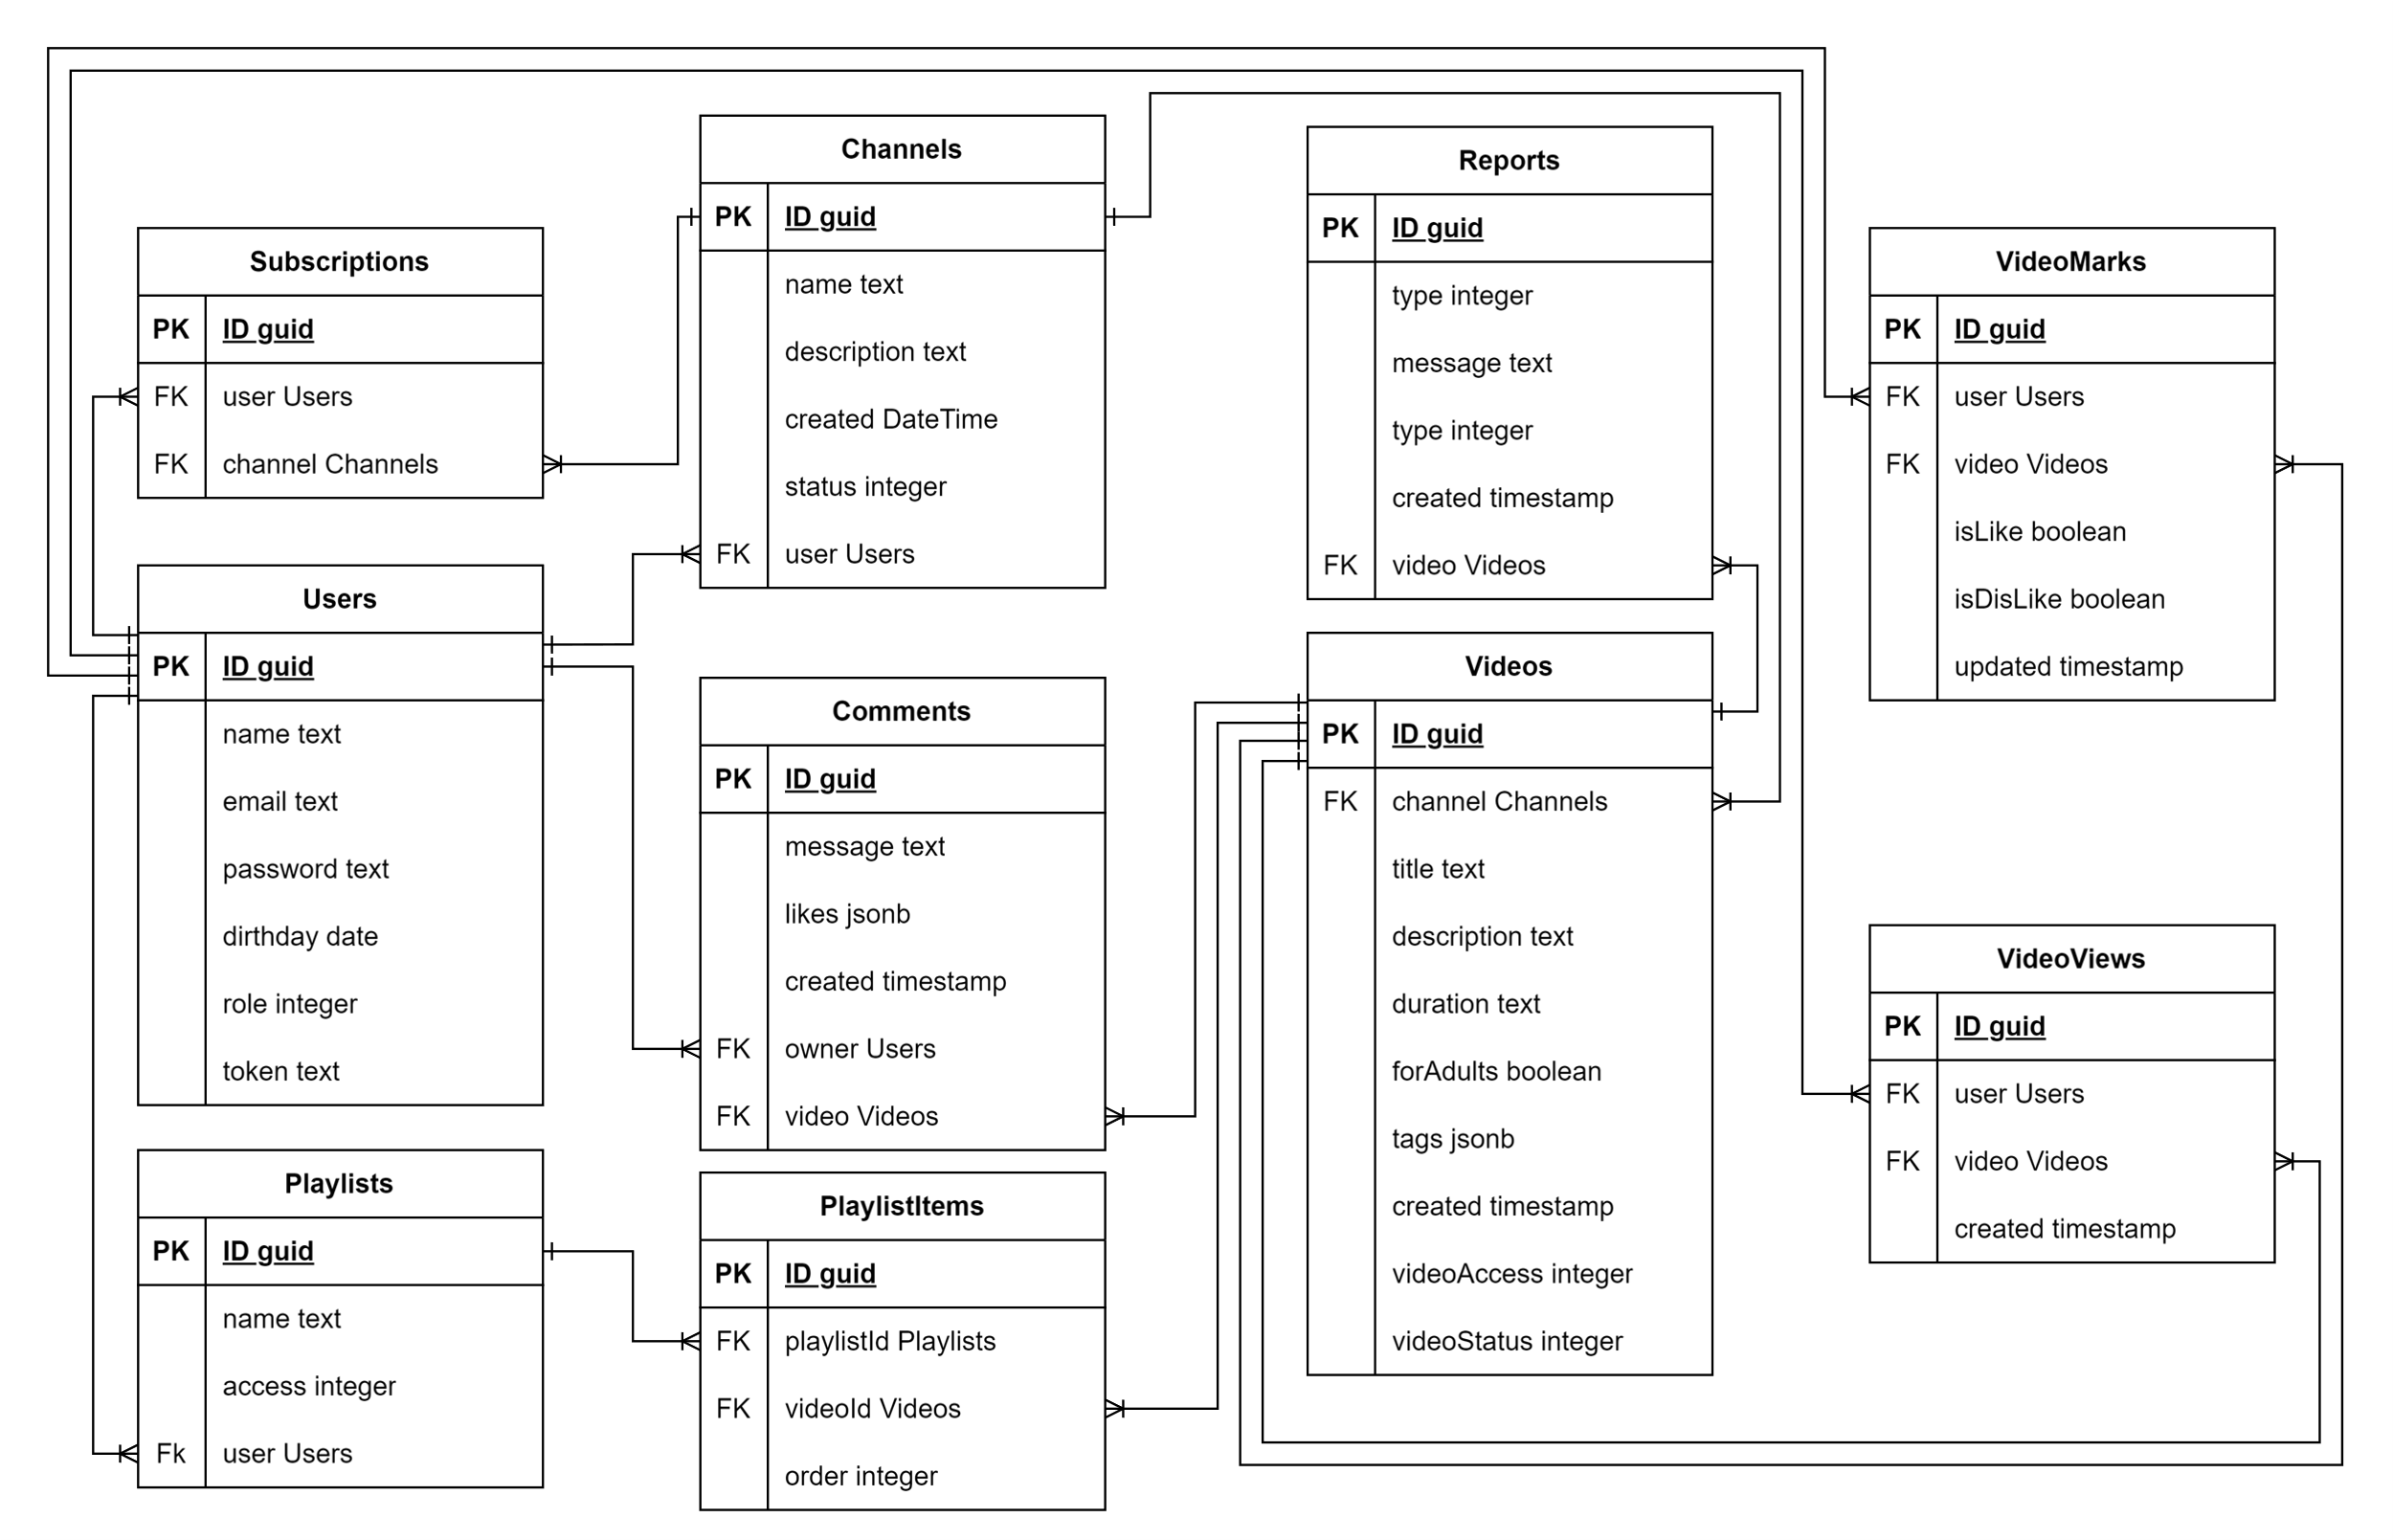 Channels
PK ID guid
name text
description text
created DateTime
status integer
FK user Users
Reports
PK ID guid
type integer
message text
type integer
created timestamp
FK video Videos
Subscriptions
PK ID guid
FK user Users
FK channel Channels
VideoMarks
PK ID guid
FK user Users
FK video Videos
isLike boolean
isDisLike boolean
updated timestamp
Users
PK ID guid
name text
email text
password text
dirthday date
role integer
token text
Comments
PK ID guid
message text
likes jsonb
created timestamp
FK owner Users
FK video Videos
Videos
PK ID guid
FK channel Channels
title text
description text
duration text
forAdults boolean
tags jsonb
created timestamp
videoAccess integer
videoStatus integer
VideoViews
PK ID guid
FK user Users
FK video Videos
created timestamp
Playlists
PK ID guid
name text
access integer
Fk user Users
PlaylistItems
PK ID guid
FK playlistId Playlists
FK videoId Videos
order integer